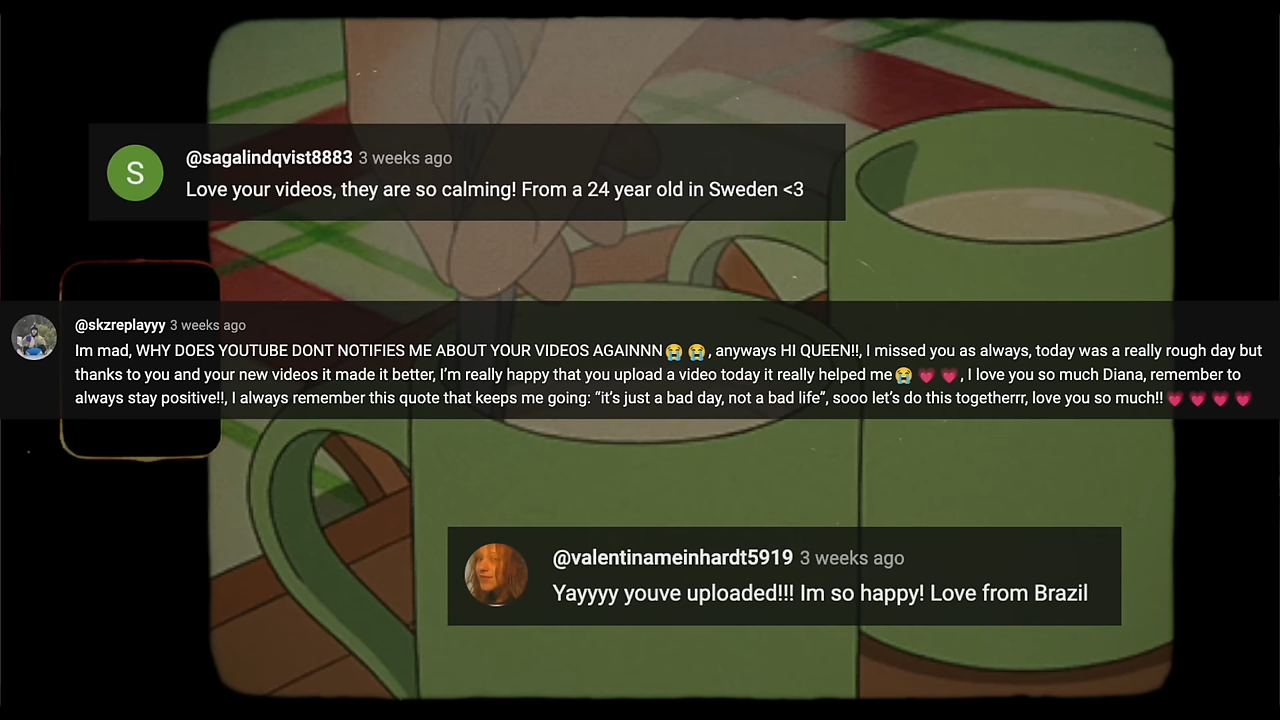 S
@sagalindqvist8883 3 weeks ago
Love your videos, they are so calming! From a 24 year old in Sweden <3
@skzreplayyy 3 weeks ago
Im mad, WHY DOES YOUTUBE DONT NOTIFIES ME ABOUT YOUR VIDEOS AGAINNN😭😭, anyways HI QUEEN!!, I missed you as always, today was a really rough day but
thanks to you and your new videos it made it better, I’m really happy that you upload a video today it really helped me😭💗💗, I love you so much Diana, remember to
always stay positive!!, I always remember this quote that keeps me going: “it’s just a bad day, not a bad life”, sooo let’s do this togetherrr, love you so much!!💗💗💗💗
@valentinameinhardt5919 3 weeks ago
Yayyyy youve uploaded!!! Im so happy! Love from Brazil